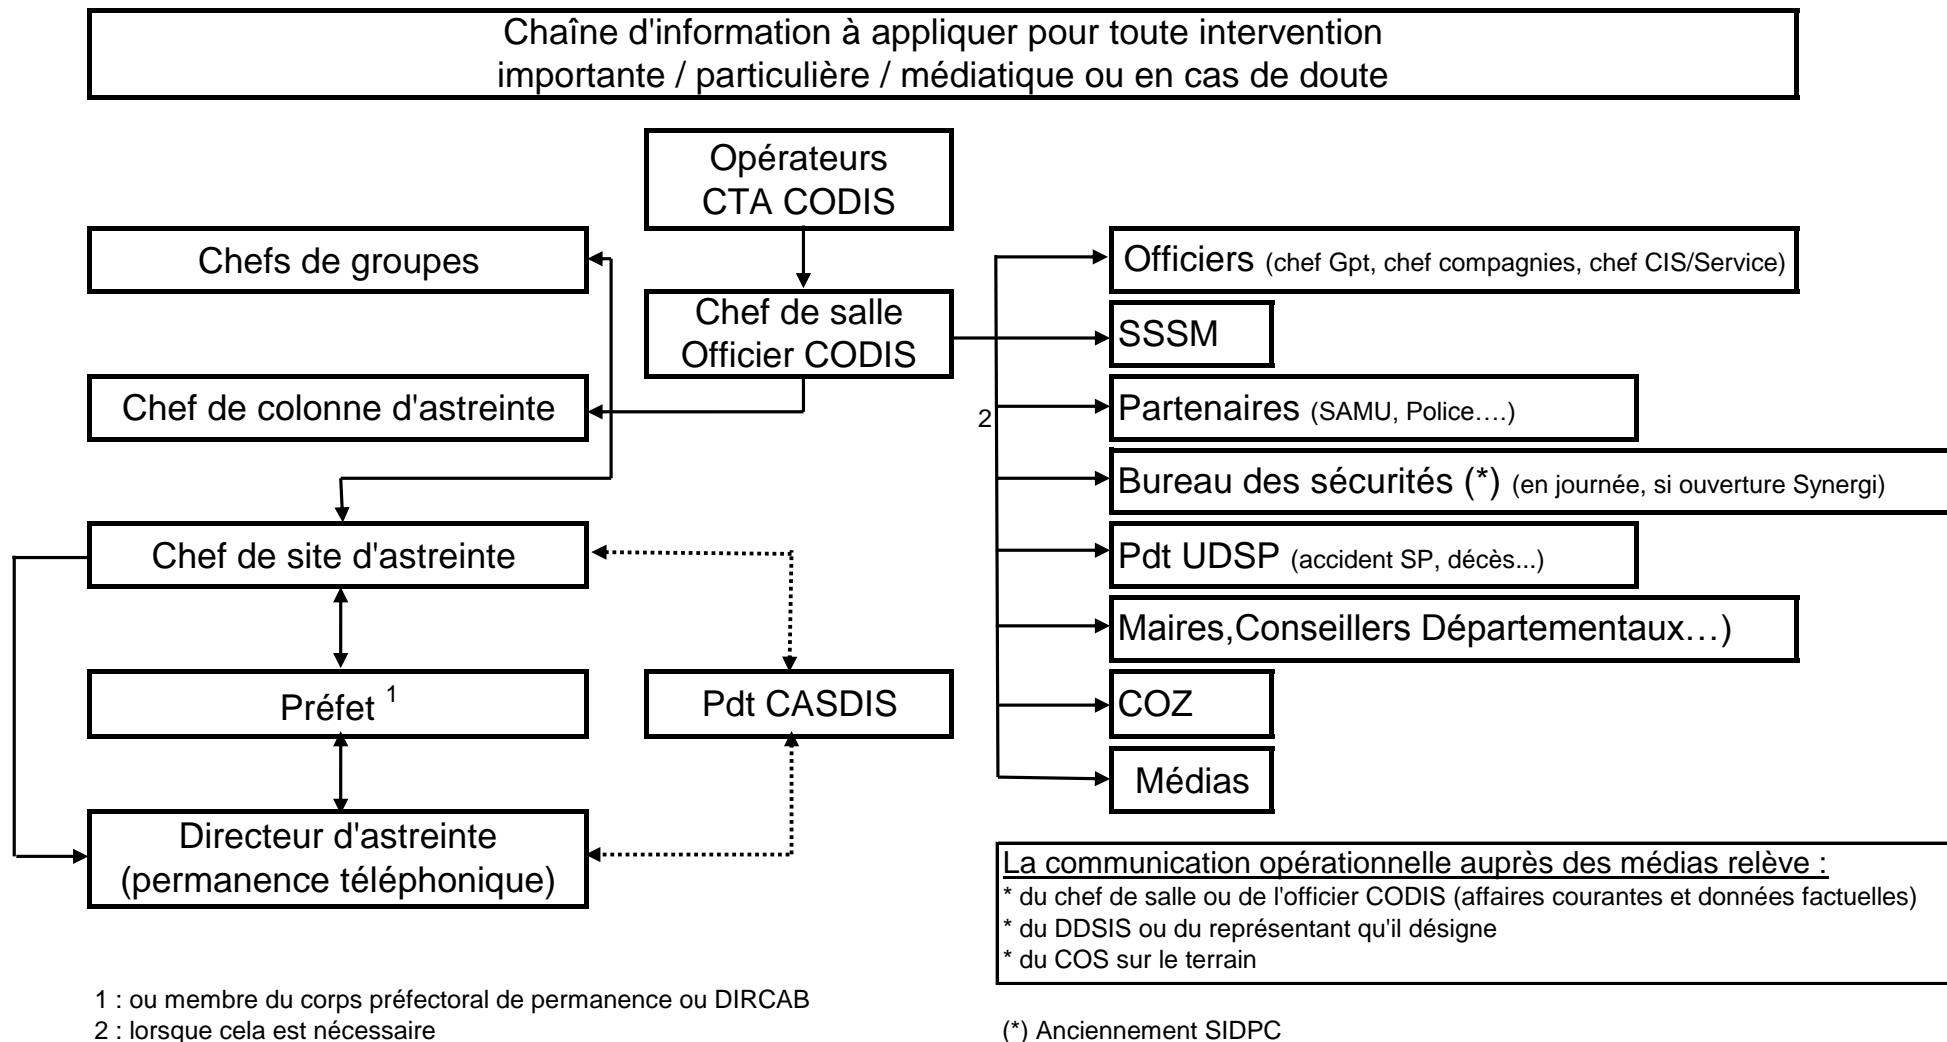 Chaîne d'information à appliquer pour toute intervention
importante / particulière / médiatique ou en cas de doute
Opérateurs
CTA CODIS
Chefs de groupes
Chef de salle
Officier CODIS
Chef de colonne d'astreinte
Chef de site d'astreinte
Préfet 1
Pdt CASDIS
Directeur d'astreinte
(permanence téléphonique)
2
Officiers (chef Gpt, chef compagnies, chef CIS/Service)
SSSM
Partenaires (SAMU, Police….)
Bureau des sécurités (*) (en journée, si ouverture Synergi)
Pdt UDSP (accident SP, décès...)
Maires,Conseillers Départementaux…)
COZ
Médias
La communication opérationnelle auprès des médias relève :
* du chef de salle ou de l'officier CODIS (affaires courantes et données factuelles)
* du DDSIS ou du représentant qu'il désigne
* du COS sur le terrain
1 : ou membre du corps préfectoral de permanence ou DIRCAB
2 : lorsque cela est nécessaire
(*) Anciennement SIDPC